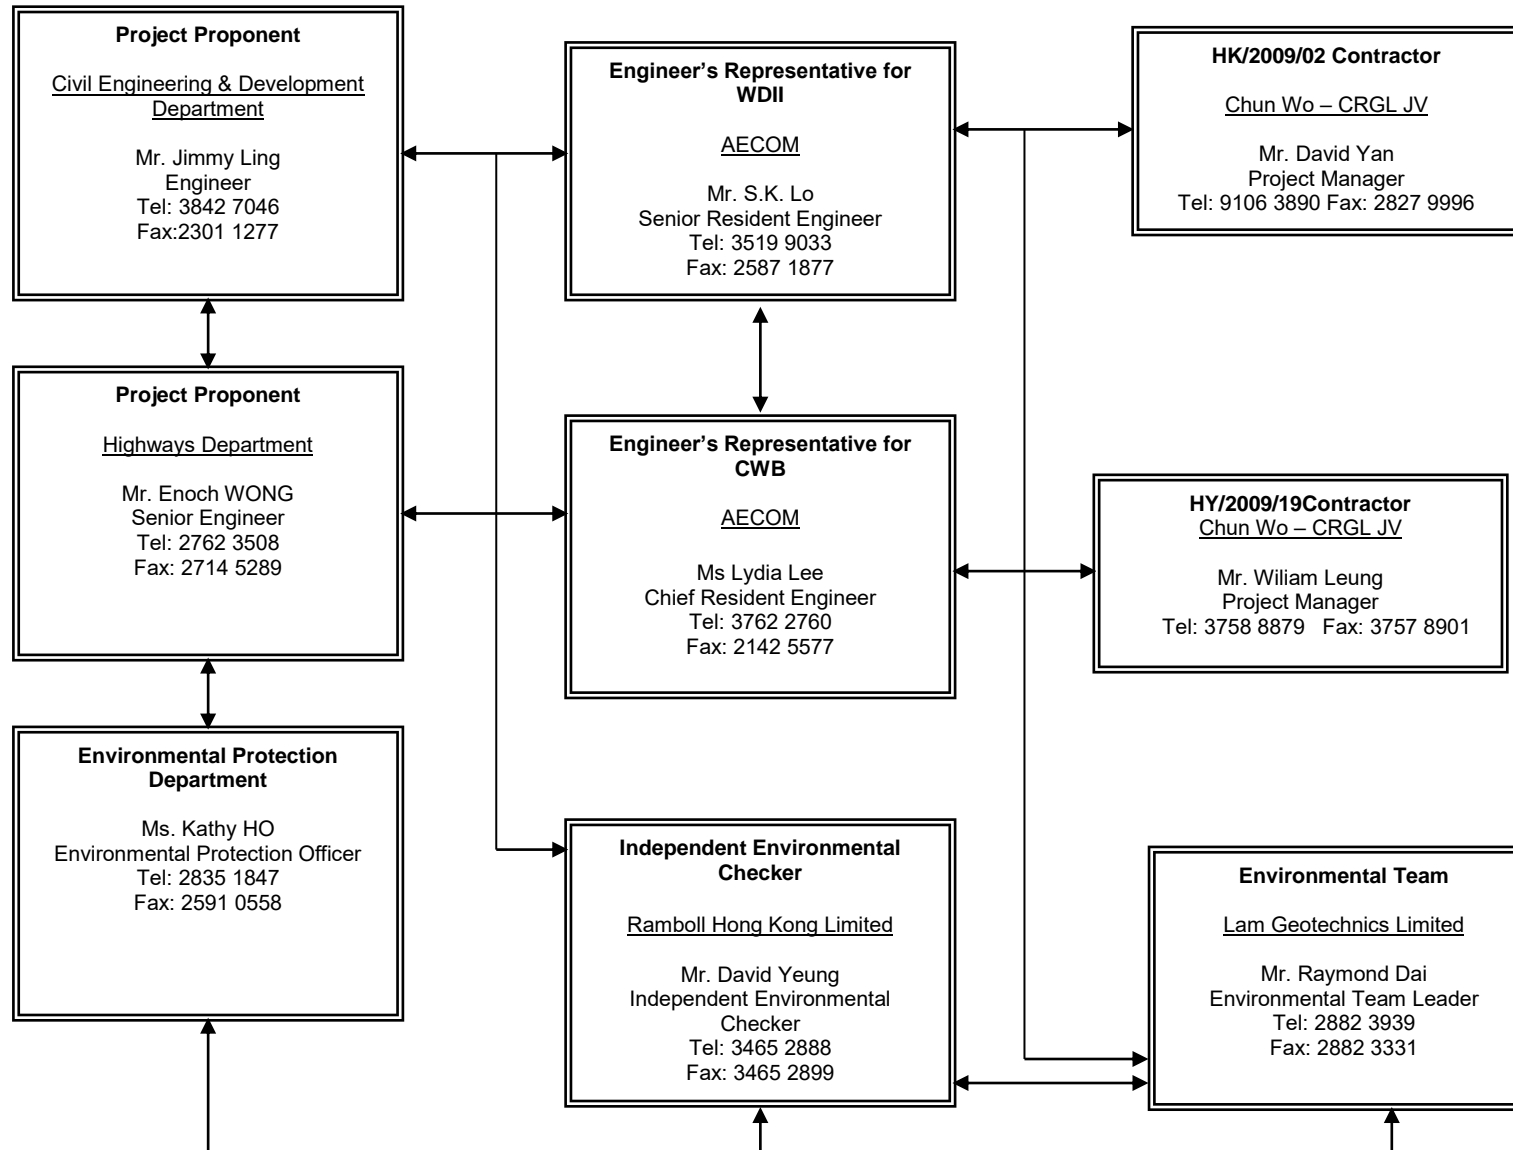 Project Proponent
Civil Engineering & Development
Department
Mr. Jimmy Ling
Engineer
Tel: 3842 7046
Fax:2301 1277
Engineer’s Representative for
WDII
AECOM
Mr. S.K. Lo
Senior Resident Engineer
Tel: 3519 9033
Fax: 2587 1877
HK/2009/02 Contractor
Chun Wo – CRGL JV
Mr. David Yan
Project Manager
Tel: 9106 3890 Fax: 2827 9996
Project Proponent
Highways Department
Mr. Enoch WONG
Senior Engineer
Tel: 2762 3508
Fax: 2714 5289
Engineer’s Representative for
CWB
AECOM
Ms Lydia Lee
Chief Resident Engineer
Tel: 3762 2760
Fax: 2142 5577
HY/2009/19Contractor
Chun Wo – CRGL JV
Mr. Wiliam Leung
Project Manager
Tel: 3758 8879   Fax: 3757 8901
Environmental Protection
Department
Ms. Kathy HO
Environmental Protection Officer
Tel: 2835 1847
Fax: 2591 0558
Independent Environmental
Checker
Ramboll Hong Kong Limited
Mr. David Yeung
Independent Environmental
Checker
Tel: 3465 2888
Fax: 3465 2899
Environmental Team
Lam Geotechnics Limited
Mr. Raymond Dai
Environmental Team Leader
Tel: 2882 3939
Fax: 2882 3331